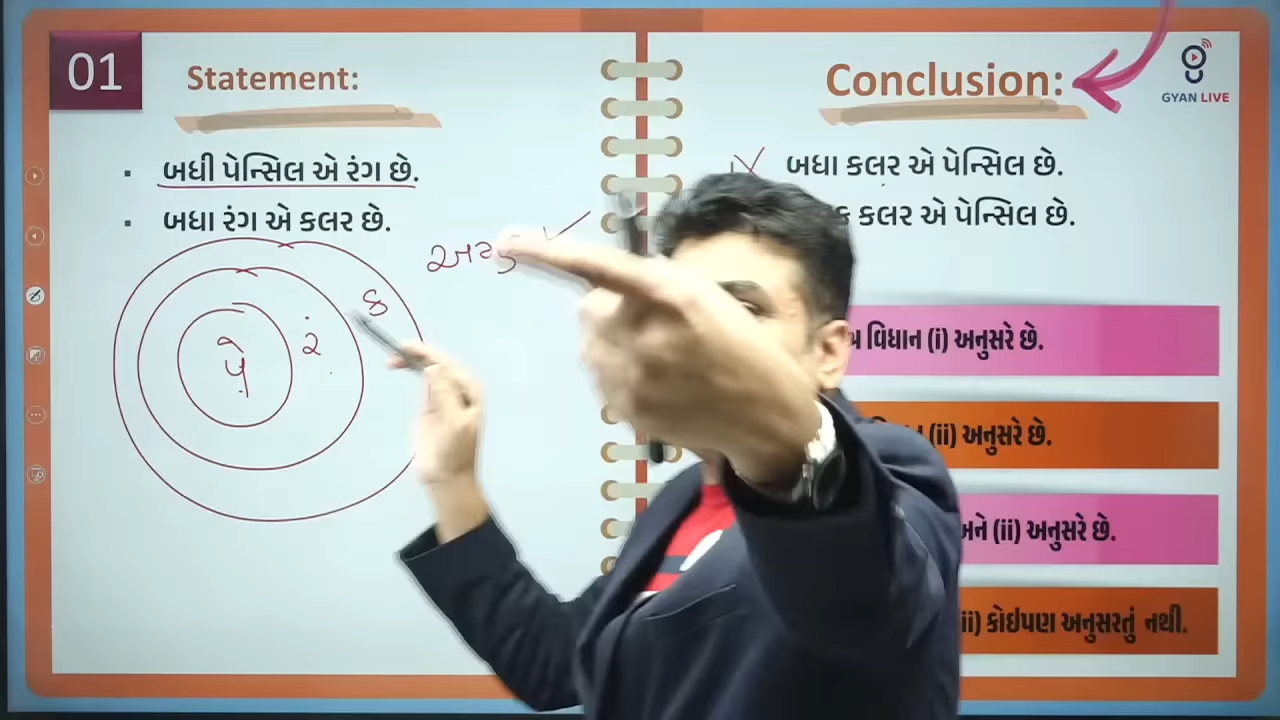 01
Statement:
બધી પેન્સિલ એ રંગ છે.
બધા રંગ એ કલર છે.
પે
રં
ક
Conclusion:
GYAN LIVE
બધા કલર એ પેન્સિલ છે.
કલર એ પેન્સિલ છે.
વિધાન (i) અનુસરે છે.
(ii) અનુસરે છે.
અને (ii) અનુસરે છે.
કોઈપણ અનુસરતું નથી.